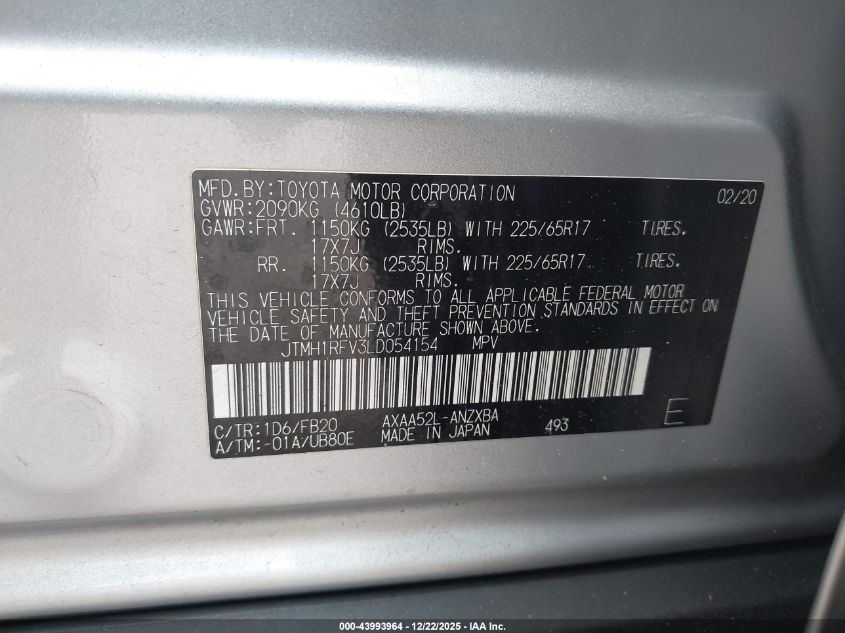 MFD.BY:TOYOTA MOTOR CORPORATION 02/20
GVWR:2090KG (4610LB)
GAWR:FRT. 1150KG (2535LB) WITH 225/65R17 TIRES.
17X7J RIMS.
RR. 1150KG (2535LB) WITH 225/65R17 TIRES.
17X7J RIMS.
THIS VEHICLE CONFORMS TO ALL APPLICABLE FEDERAL MOTOR
VEHICLE SAFETY AND THEFT PREVENTION STANDARDS IN EFFECT ON
THE DATE OF MANUFACTURE SHOWN ABOVE.
JTMH1RFV3LD054154 MPV
C/TR:1D6/FB20 AXAA52L-ANZXBA 493 E
A/TM:-01A/UB80E MADE IN JAPAN
000-43993964 - 12/22/2025 - IAA Inc.